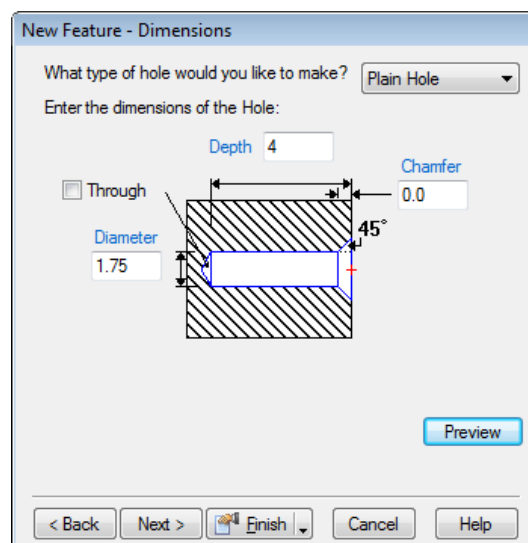 New Feature - Dimensions
What type of hole would you like to make? Plain Hole
Enter the dimensions of the Hole:
Depth 4
Chamfer
Through
0.0
45°
Diameter
1.75
Preview
< Back Next > Finish Cancel Help